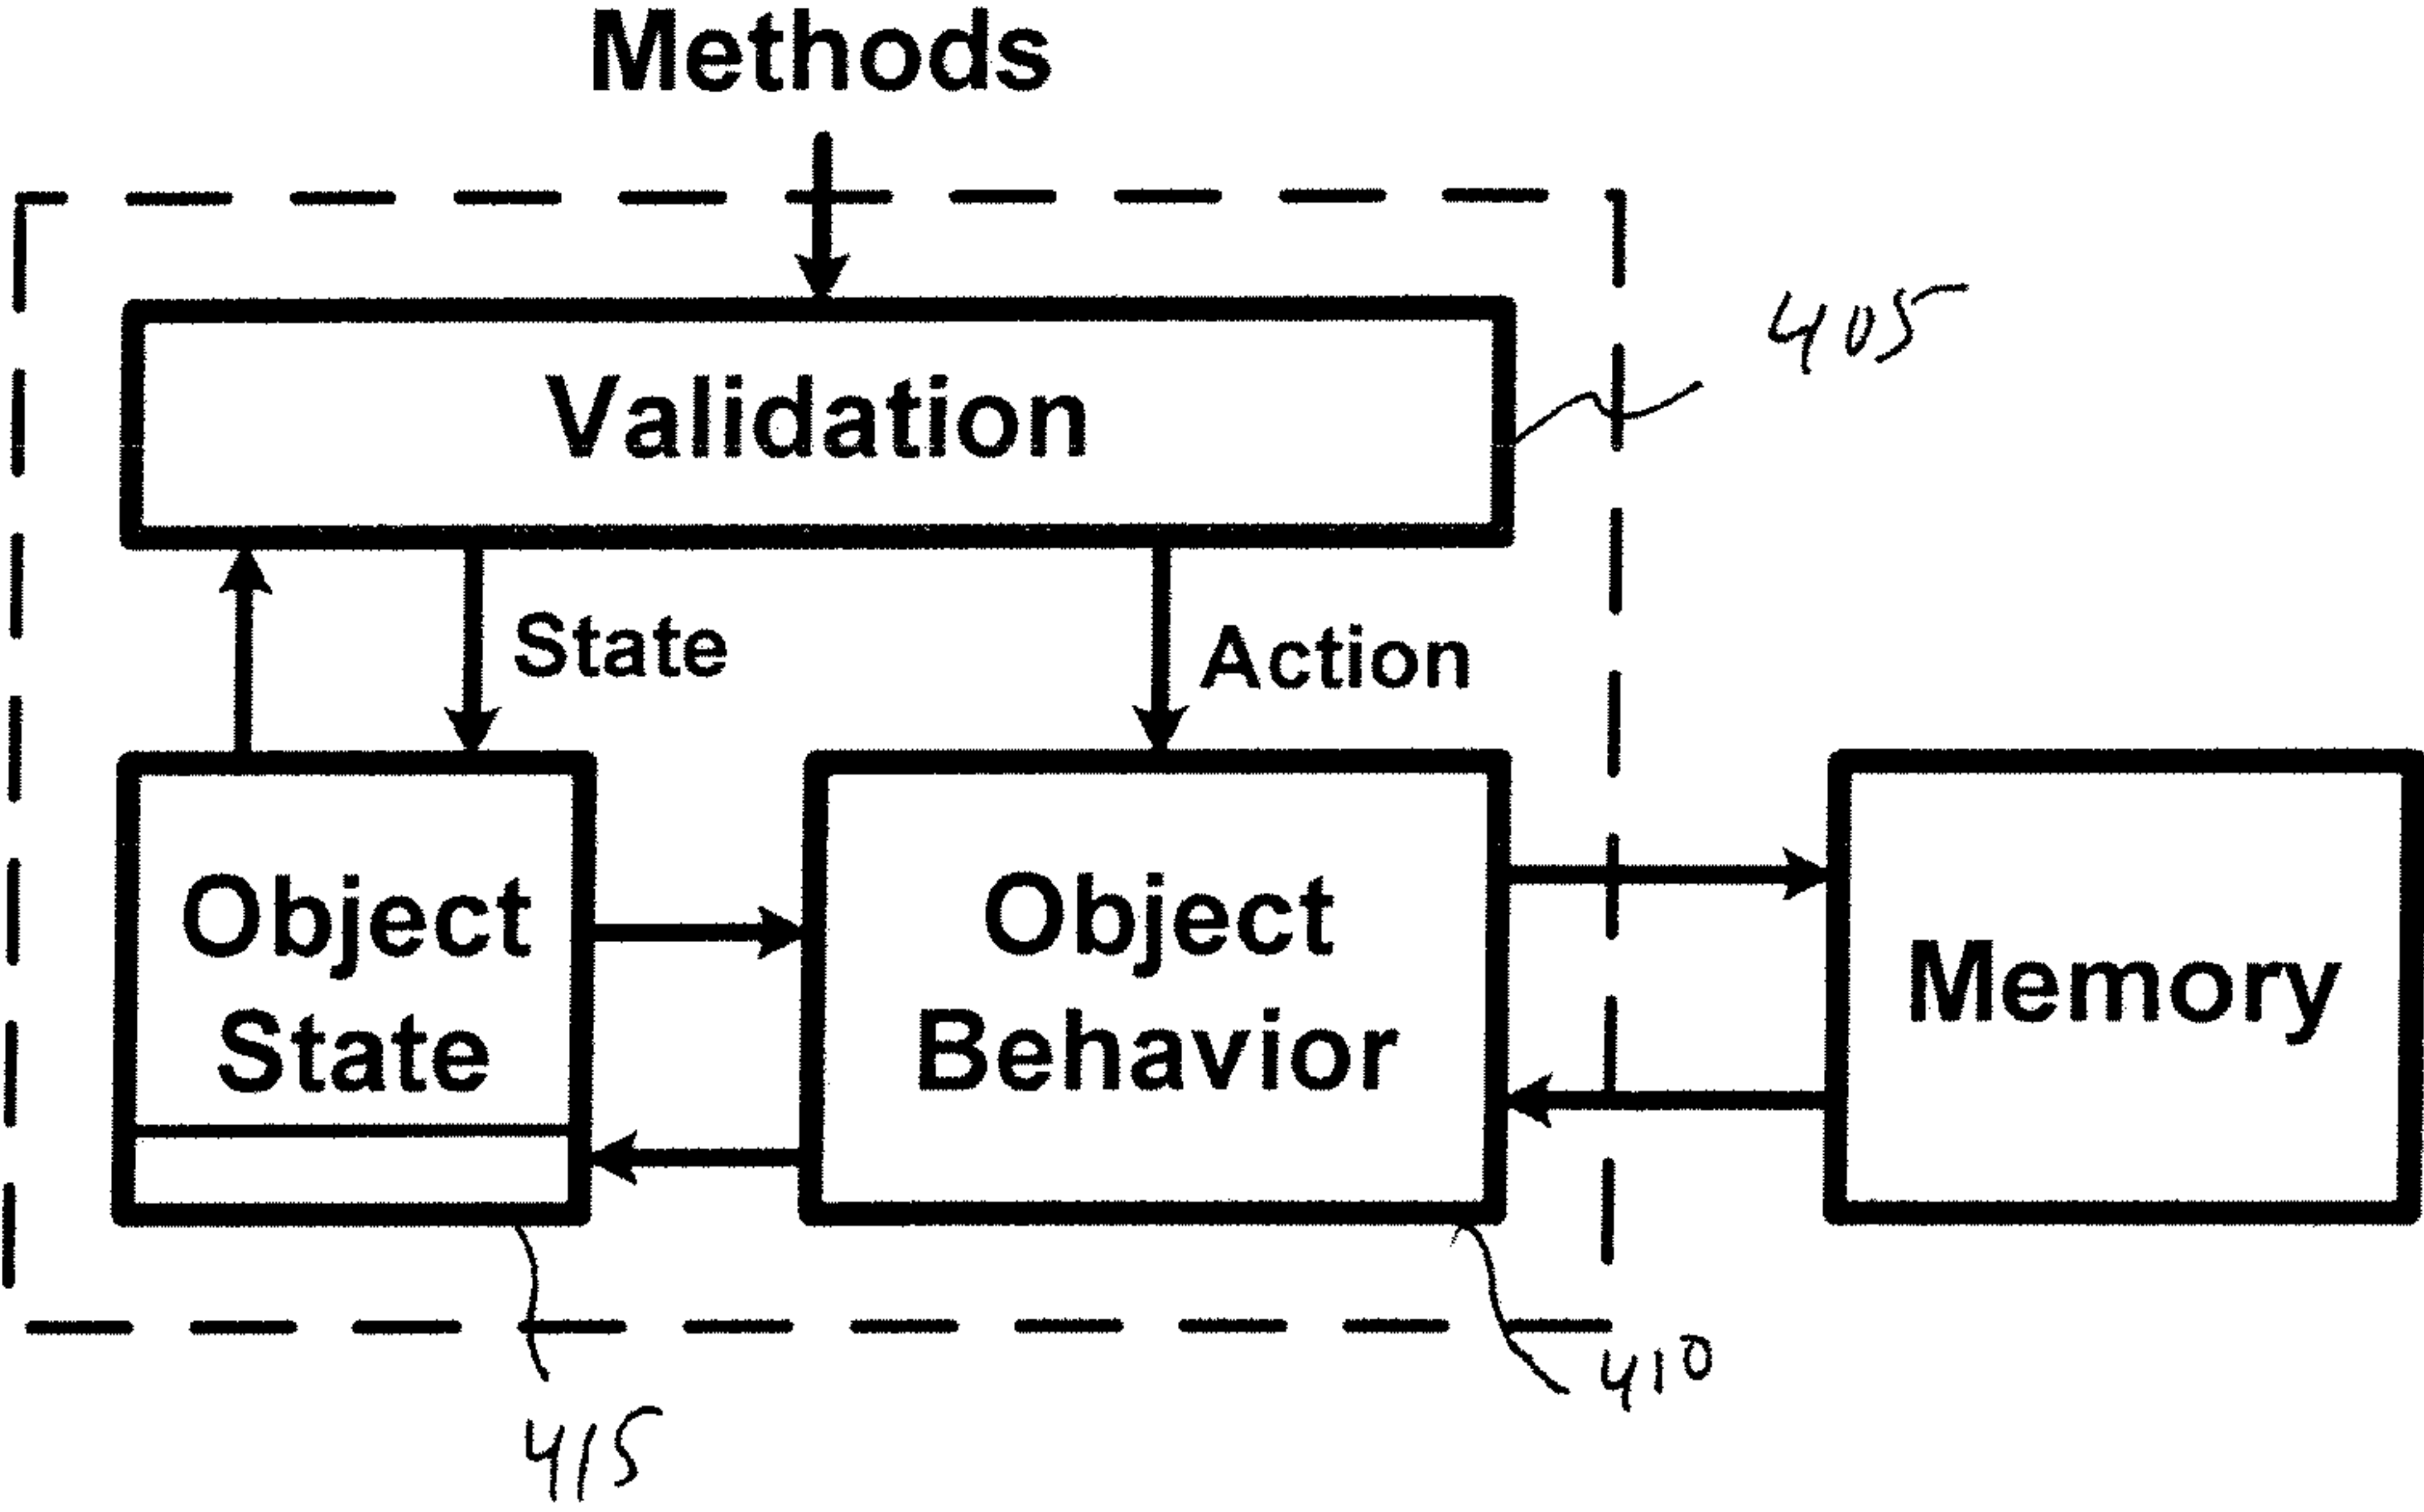 Methods
405
Validation
State
Action
Object
State
Object
Behavior
Memory
410
415